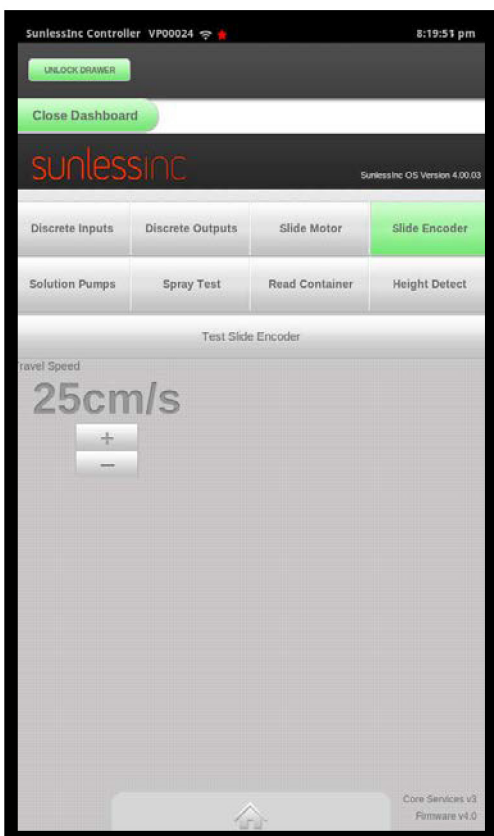 SunlessInc Controller VP00024 8:19:51 pm
UNLOCK DRAWER
Close Dashboard
sunlessinc
SunlessInc OS Version 4.00.03
Discrete Inputs Discrete Outputs Slide Motor Slide Encoder
Solution Pumps Spray Test Read Container Height Detect
Test Slide Encoder
ravel Speed
25cm/s
+
−
Core Services v3
Firmware v4.0